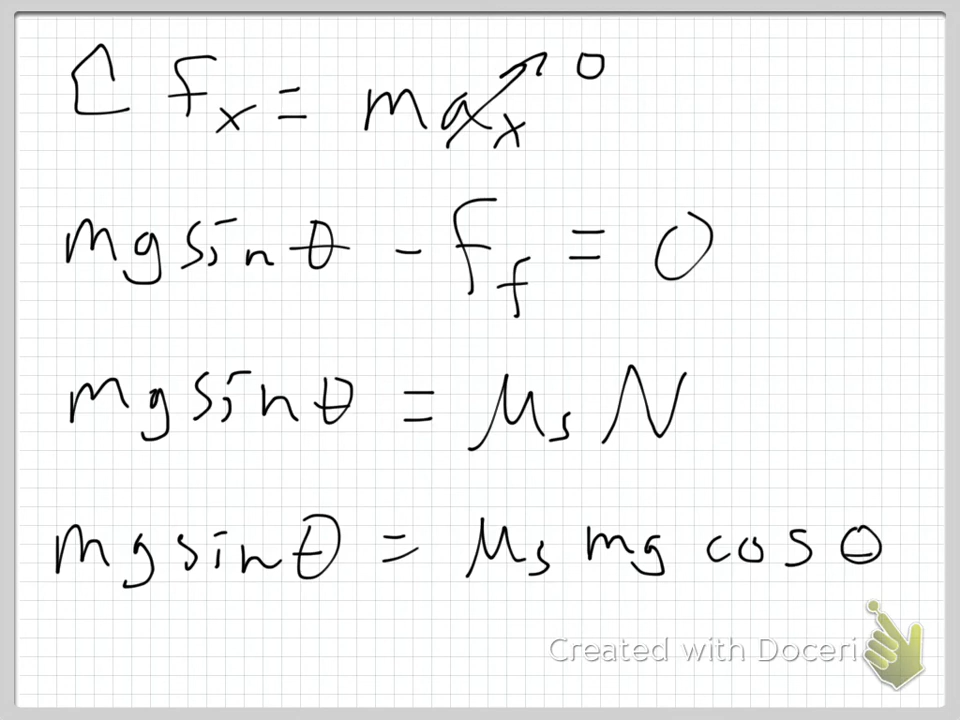 Σ Fx = max 0
mg sin θ - Ff = 0
mg sin θ = μs N
mg sin θ = μs mg cos θ
Created with Doceri